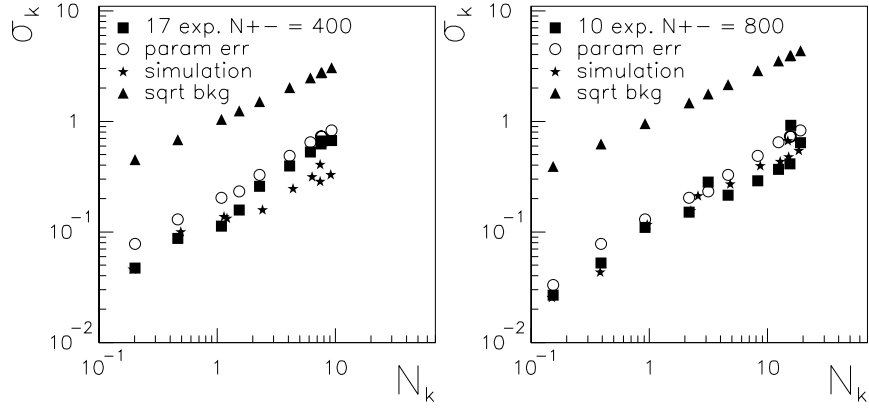 σk
10
1
10 -1
10 -2
17 exp. N+− = 400
param err
simulation
sqrt bkg
10 -1
1
10
Nk
σk
10
1
10 -1
10 -2
10 exp. N+− = 800
param err
simulation
sqrt bkg
10 -1
1
10
Nk